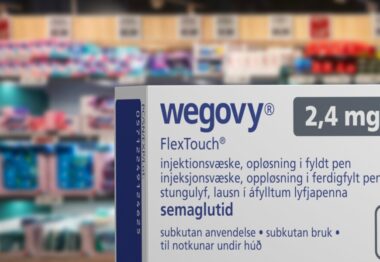 wegovy®
2,4 mg
FlexTouch®
injektionsvæske, opløsning i fyldt pen
injeksjonsvæske, oppløsning i ferdigfylt pen
stungulyf, lausn í áfylltum lyfjapenna
semaglutid
subkutan anvendelse • subkutan bruk •
til notkunar undir húð